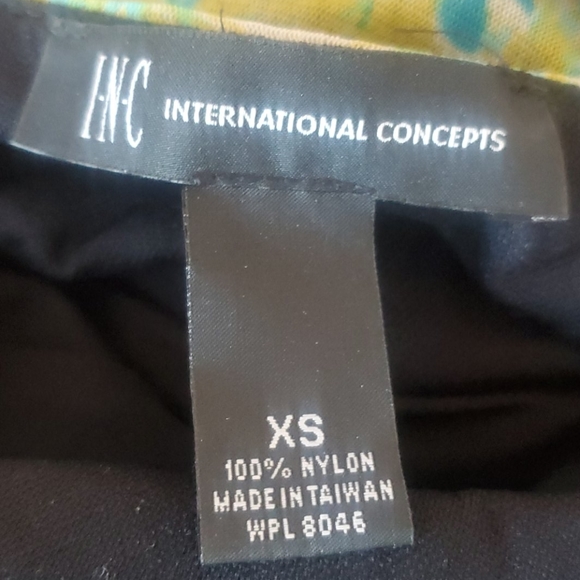 I·N·C INTERNATIONAL CONCEPTS
XS
100% NYLON
MADE IN TAIWAN
WPL 8046